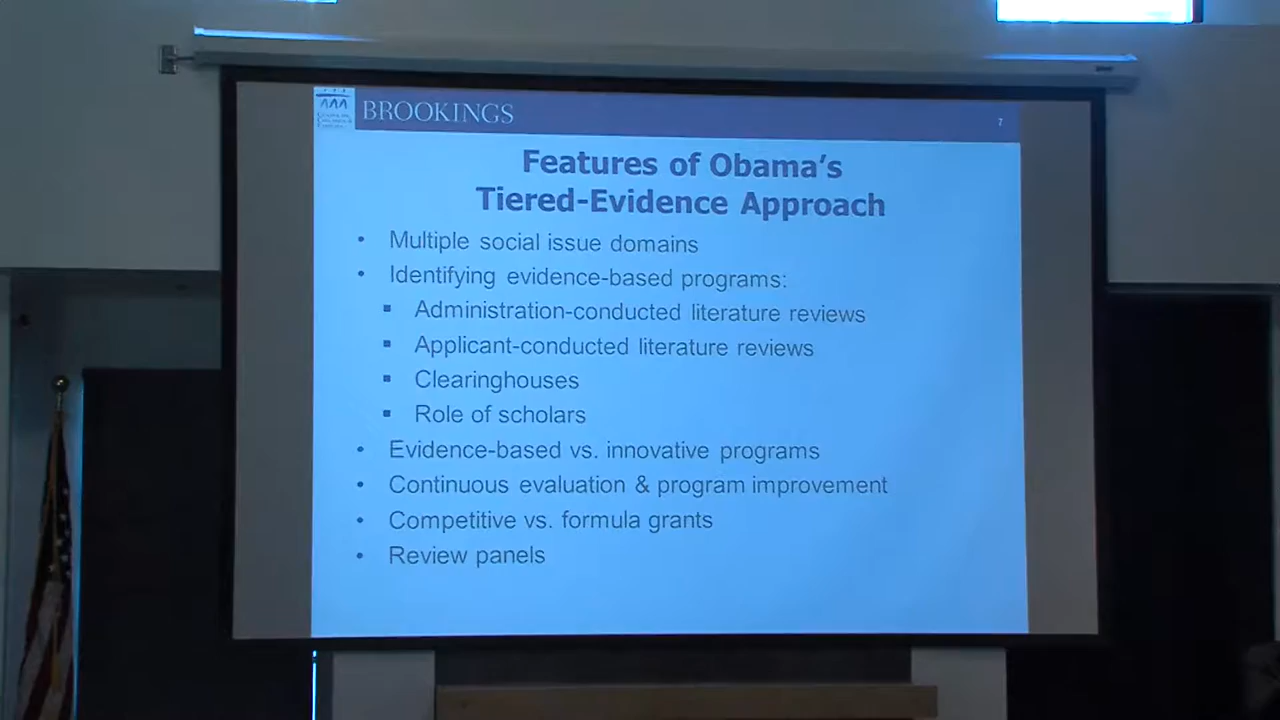 BROOKINGS
7
Features of Obama's
Tiered-Evidence Approach
• Multiple social issue domains
• Identifying evidence-based programs:
▪ Administration-conducted literature reviews
▪ Applicant-conducted literature reviews
▪ Clearinghouses
▪ Role of scholars
• Evidence-based vs. innovative programs
• Continuous evaluation & program improvement
• Competitive vs. formula grants
• Review panels